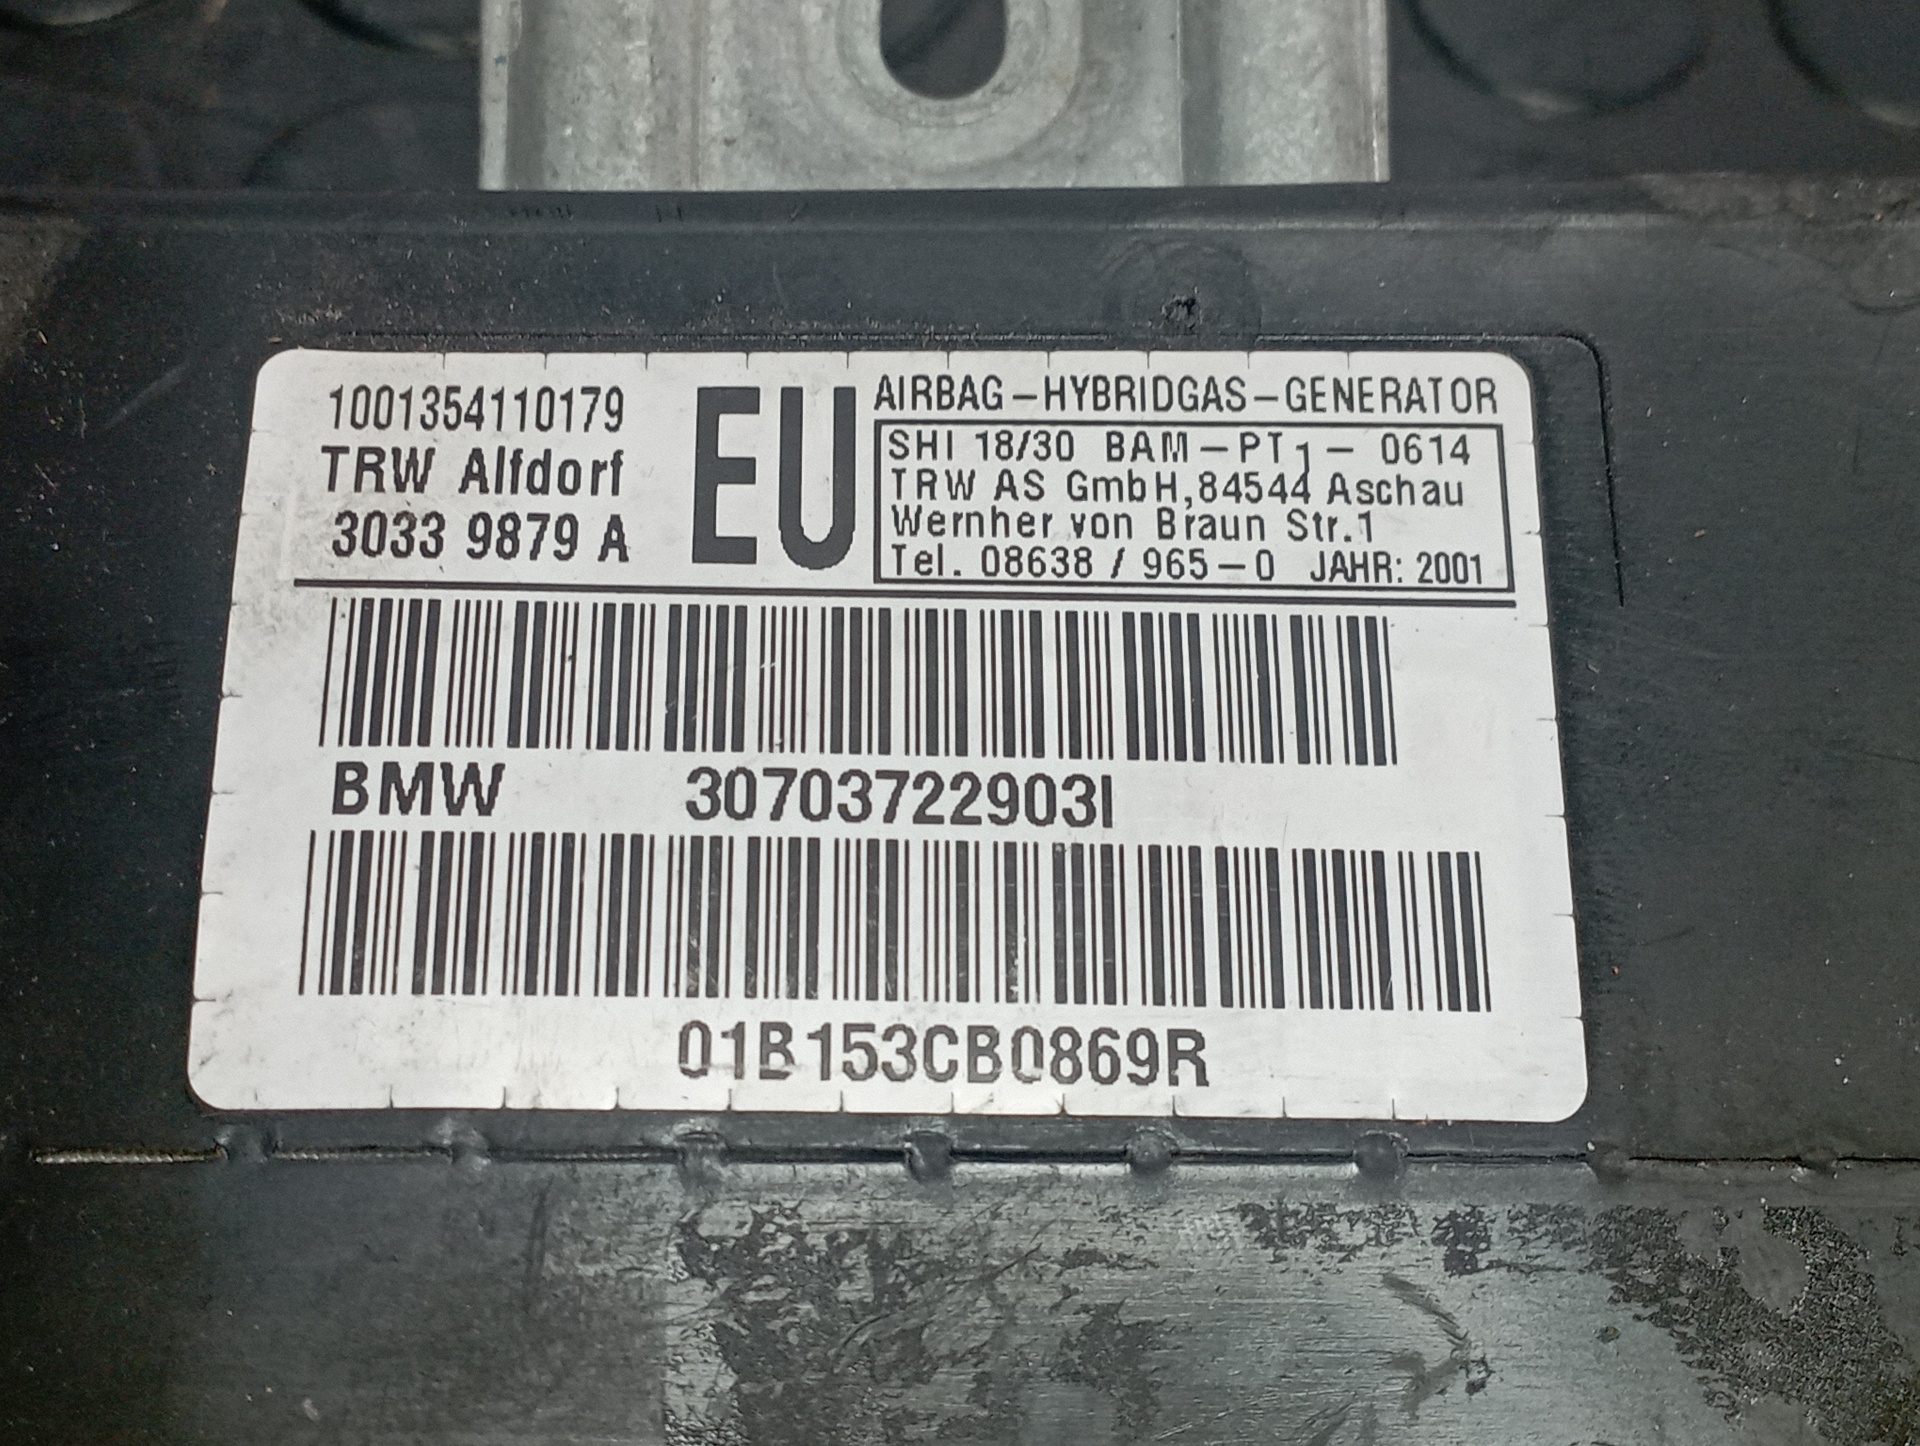 1001354110179
TRW Alfdorf
3033 9879 A
EU
AIRBAG-HYBRIDGAS-GENERATOR
SHI 18/30 BAM-PT1-0614
TRW AS GmbH,84544 Aschau
Wernher von Braun Str.1
Tel. 08638 / 965-0 JAHR: 2001
BMW 30703722903I
01B153CB0869R